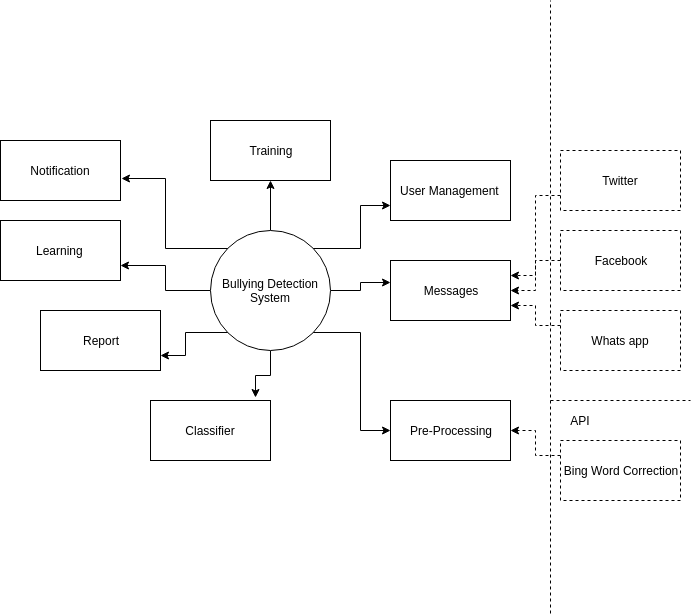 Training
Notification
Twitter
User Management
Learning
Facebook
Bullying Detection
System
Messages
Report
Whats app
API
Classifier
Pre-Processing
Bing Word Correction